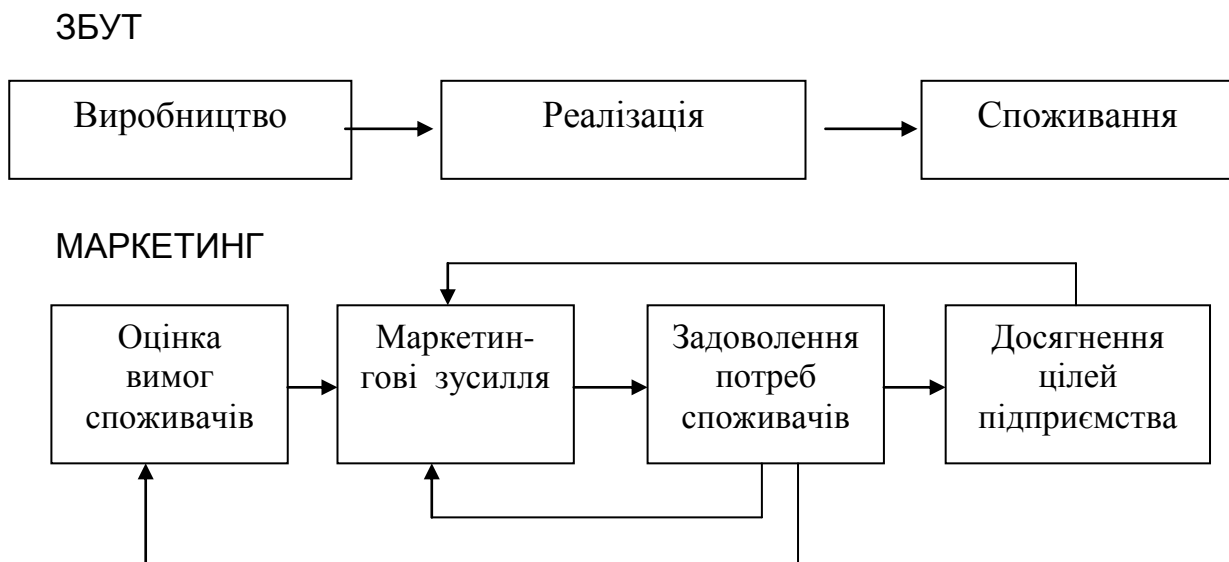 ЗБУТ
Виробництво
Реалізація
Споживання
МАРКЕТИНГ
Оцінка
вимог
споживачів
Маркетин-
гові зусилля
Задоволення
потреб
споживачів
Досягнення
цілей
підприємства